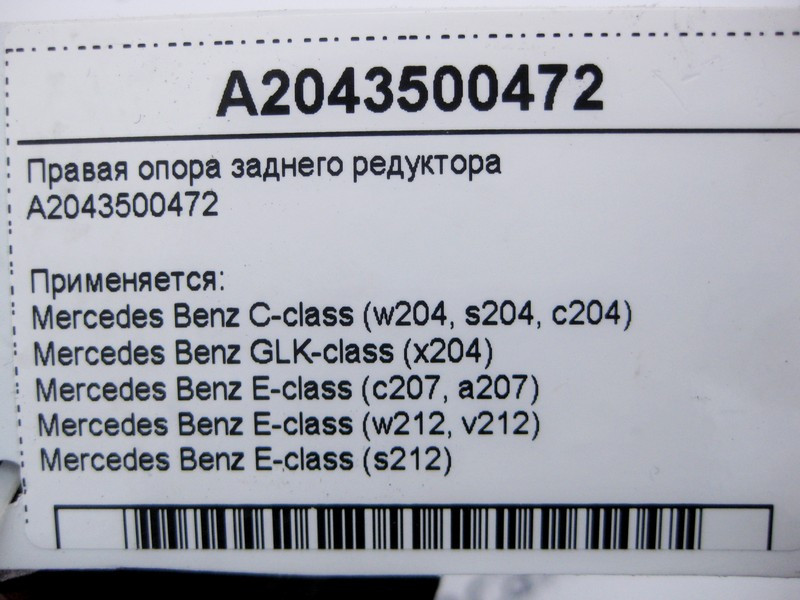 A2043500472
Правая опора заднего редуктора
A2043500472
Применяется:
Mercedes Benz C-class (w204, s204, c204)
Mercedes Benz GLK-class (x204)
Mercedes Benz E-class (c207, a207)
Mercedes Benz E-class (w212, v212)
Mercedes Benz E-class (s212)